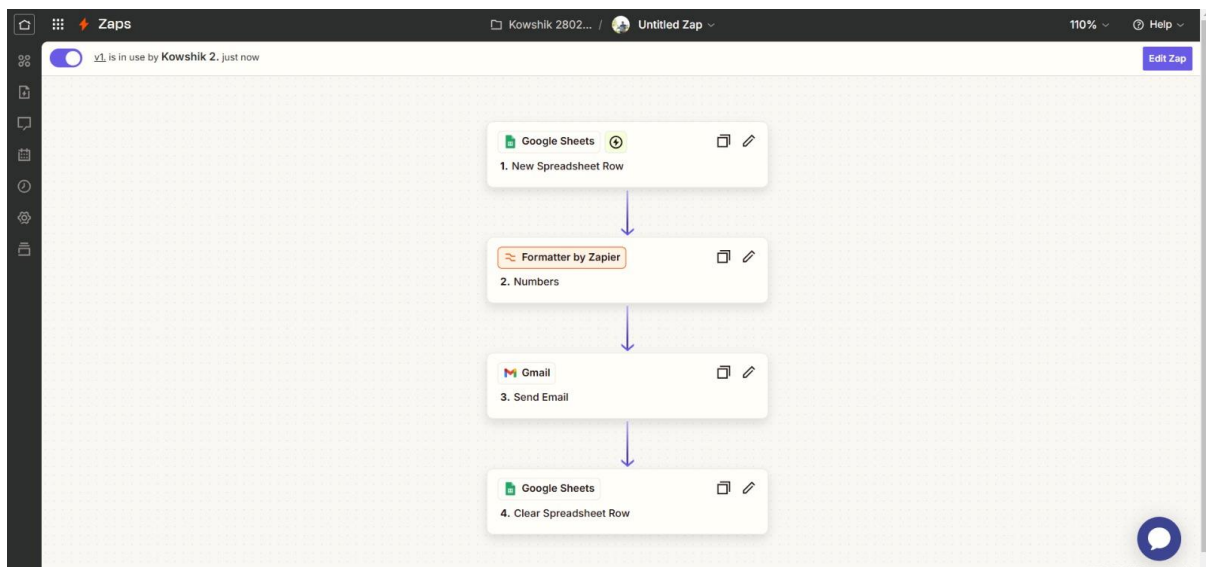 Zaps
Kowshik 2802... / Untitled Zap
110%
Help
v1. is in use by Kowshik 2. just now
Edit Zap
Google Sheets
1. New Spreadsheet Row
Formatter by Zapier
2. Numbers
Gmail
3. Send Email
Google Sheets
4. Clear Spreadsheet Row